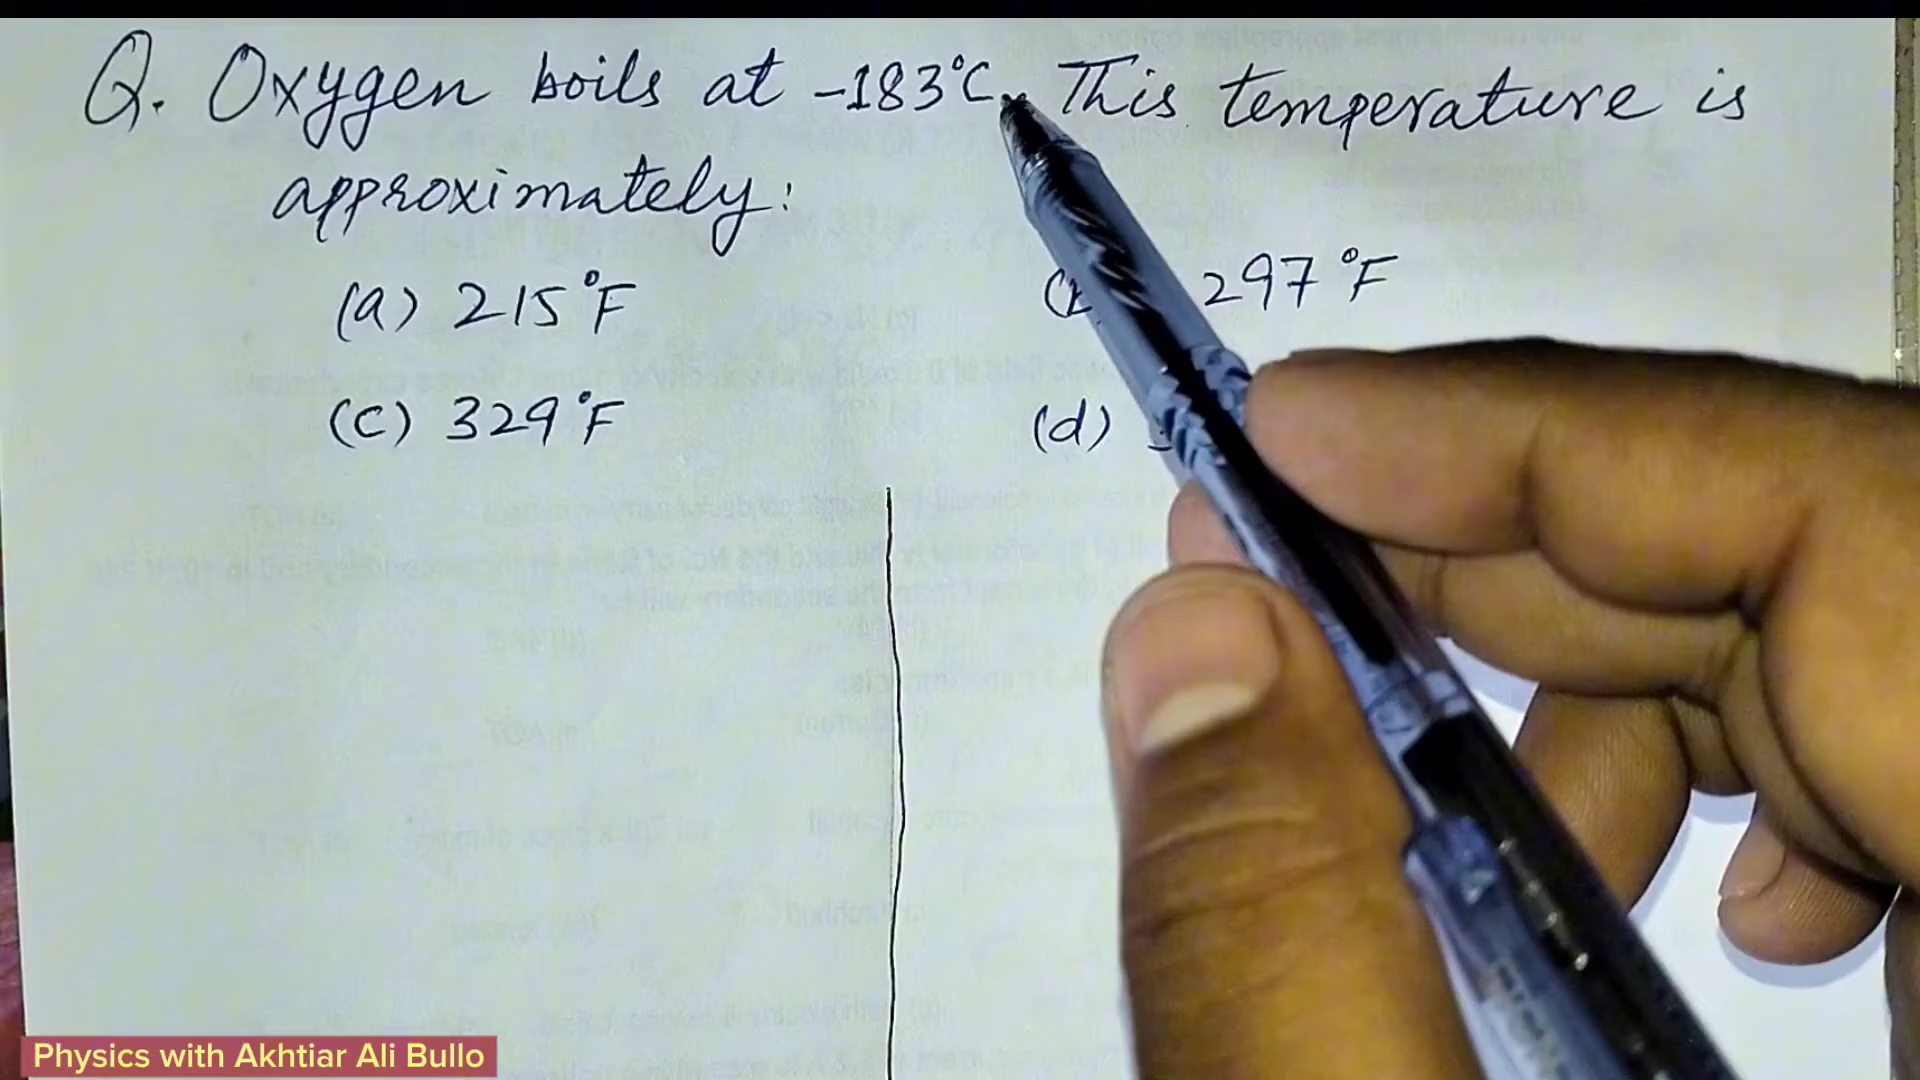 Q. Oxygen boils at -183°C. This temperature is
approximately:
(a) 215°F
297°F
(c) 329°F
(d)
Physics with Akhtiar Ali Bullo